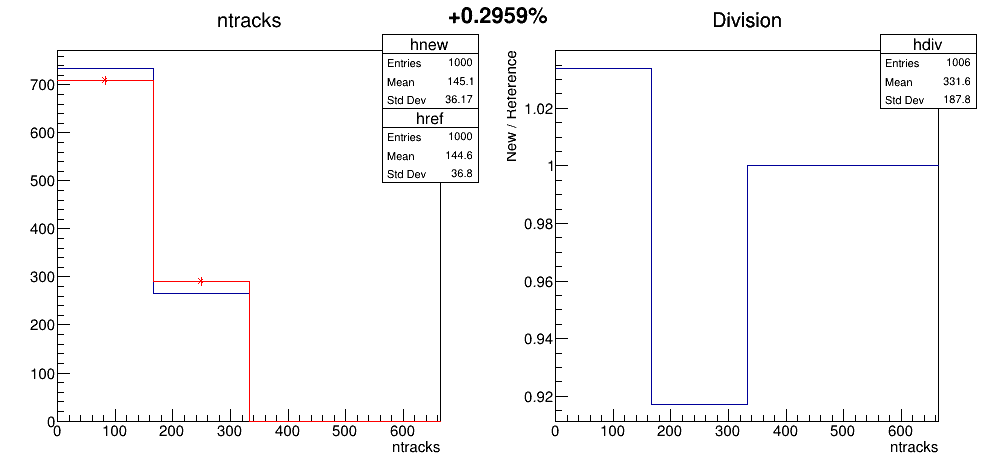 +0.2959%
ntracks
hnew
Entries 1000
Mean 145.1
Std Dev 36.17
href
Entries 1000
Mean 144.6
Std Dev 36.8
700
600
500
400
300
200
100
0
0 100 200 300 400 500 600
ntracks
Division
hdiv
Entries 1006
Mean 331.6
Std Dev 187.8
New / Reference
1.02
1
0.98
0.96
0.94
0.92
0 100 200 300 400 500 600
ntracks